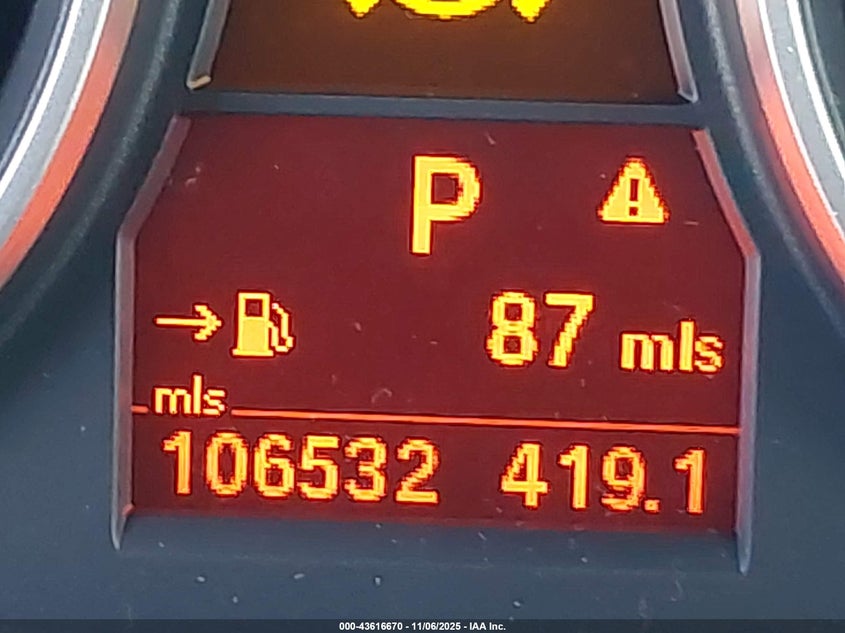 P
87 mls
mls
106532 419.1
000-43616670 - 11/06/2025 - IAA Inc.